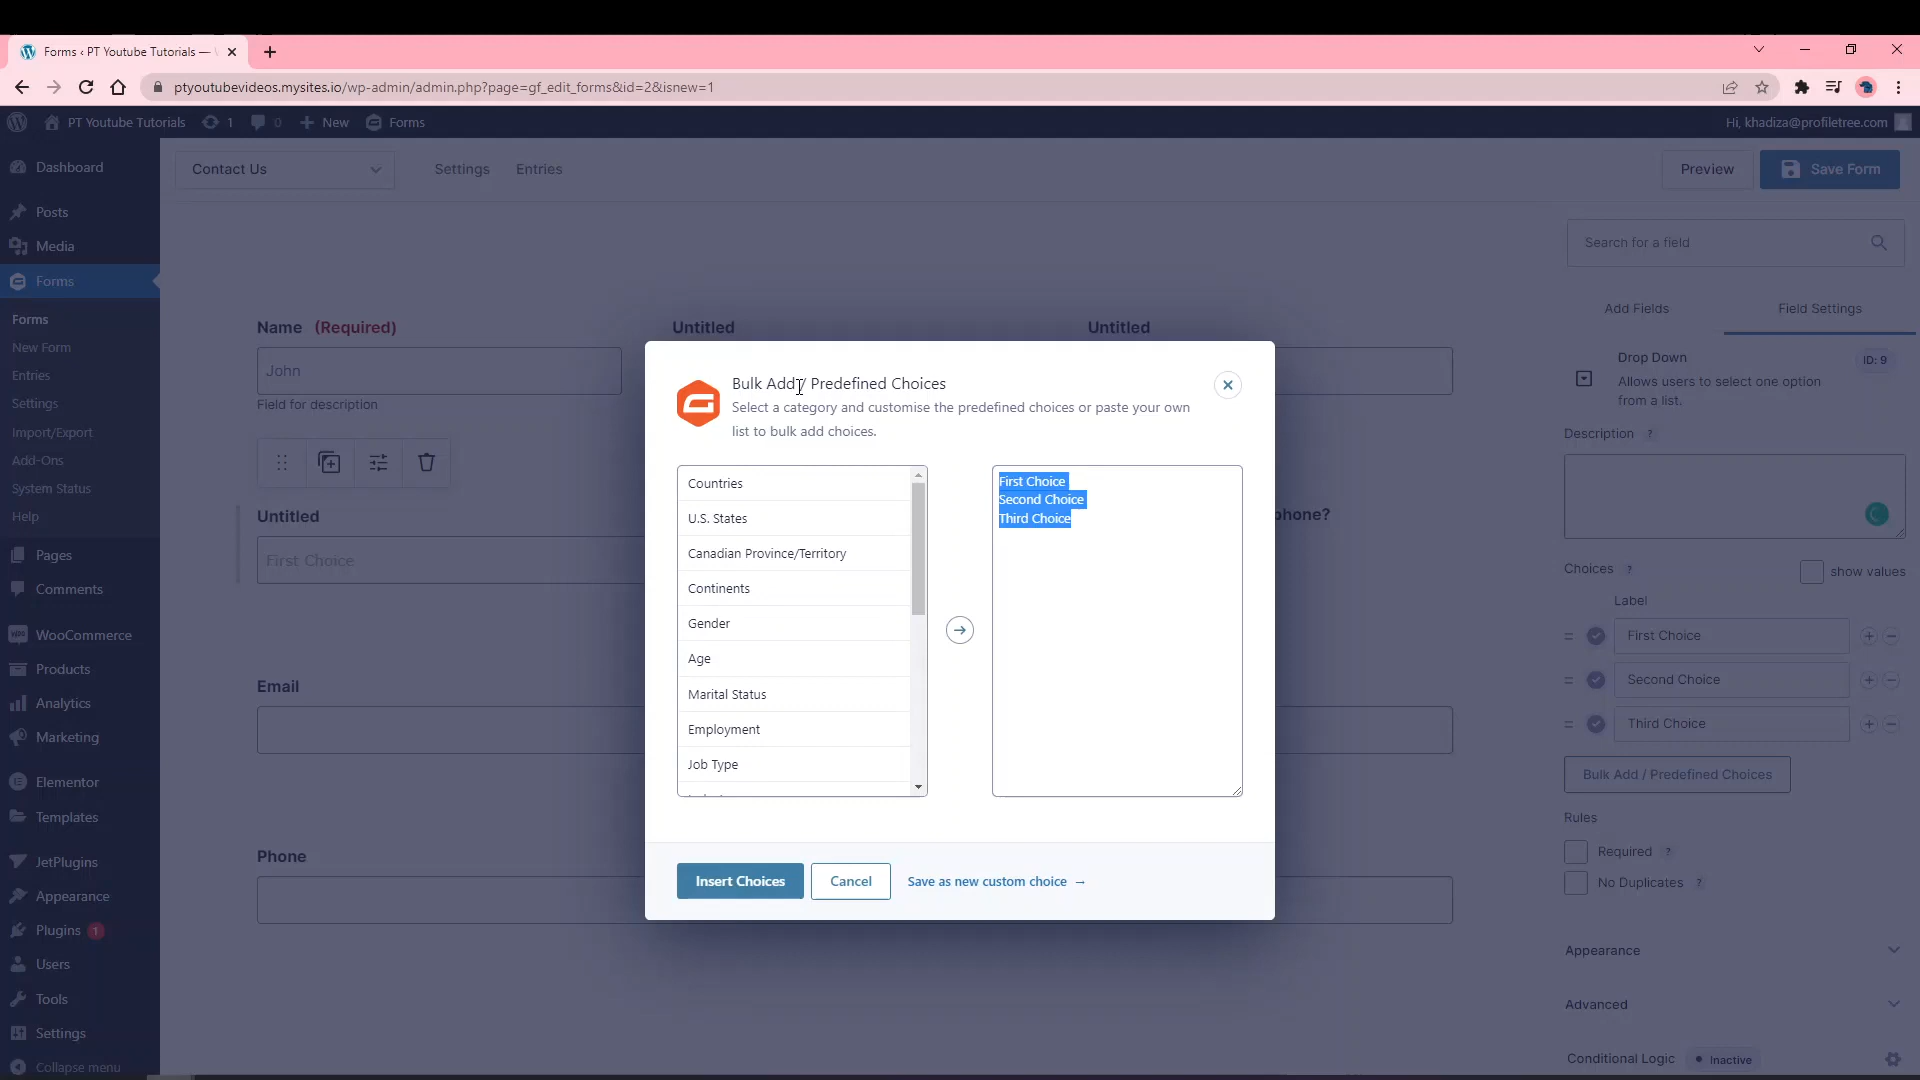 Forms ‹ PT Youtube Tutorials —
ptyoutubevideos.mysites.io/wp-admin/admin.php?page=gf_edit_forms&id=2&isnew=1
PT Youtube Tutorials
1
0
New
Forms
Hi, khadiza@profiletree.com
Dashboard
Posts
Media
Forms
Forms
New Form
Entries
Settings
Import/Export
Add-Ons
System Status
Help
Pages
Comments
WooCommerce
Products
Analytics
Marketing
Elementor
Templates
JetPlugins
Appearance
Plugins 1
Users
Tools
Settings
Collapse menu
Contact Us
Settings
Entries
Preview
Save Form
Name (Required)
John
Field for description
Untitled
Untitled
Untitled
First Choice
phone?
Email
Phone
Bulk Add / Predefined Choices
Select a category and customise the predefined choices or paste your own
list to bulk add choices.
Countries
U.S. States
Canadian Province/Territory
Continents
Gender
Age
Marital Status
Employment
Job Type
First Choice
Second Choice
Third Choice
Insert Choices
Cancel
Save as new custom choice →
Search for a field
Add Fields
Field Settings
Drop Down
ID: 9
Allows users to select one option
from a list.
Description ?
Choices ?
show values
Label
First Choice
Second Choice
Third Choice
Bulk Add / Predefined Choices
Rules
Required ?
No Duplicates ?
Appearance
Advanced
Conditional Logic
Inactive